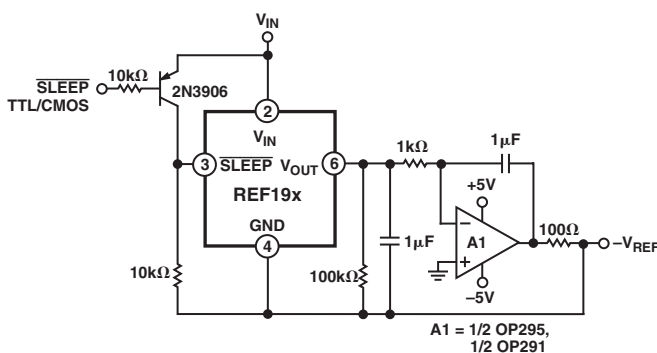 V_IN
10kΩ
SLEEP
TTL/CMOS
2N3906
2
V_IN
3
SLEEP
V_OUT
6
REF19x
GND
4
10kΩ
100kΩ
1μF
1kΩ
1μF
+5V
−
A1
+
−5V
100Ω
−V_REF
A1 = 1/2 OP295,
1/2 OP291